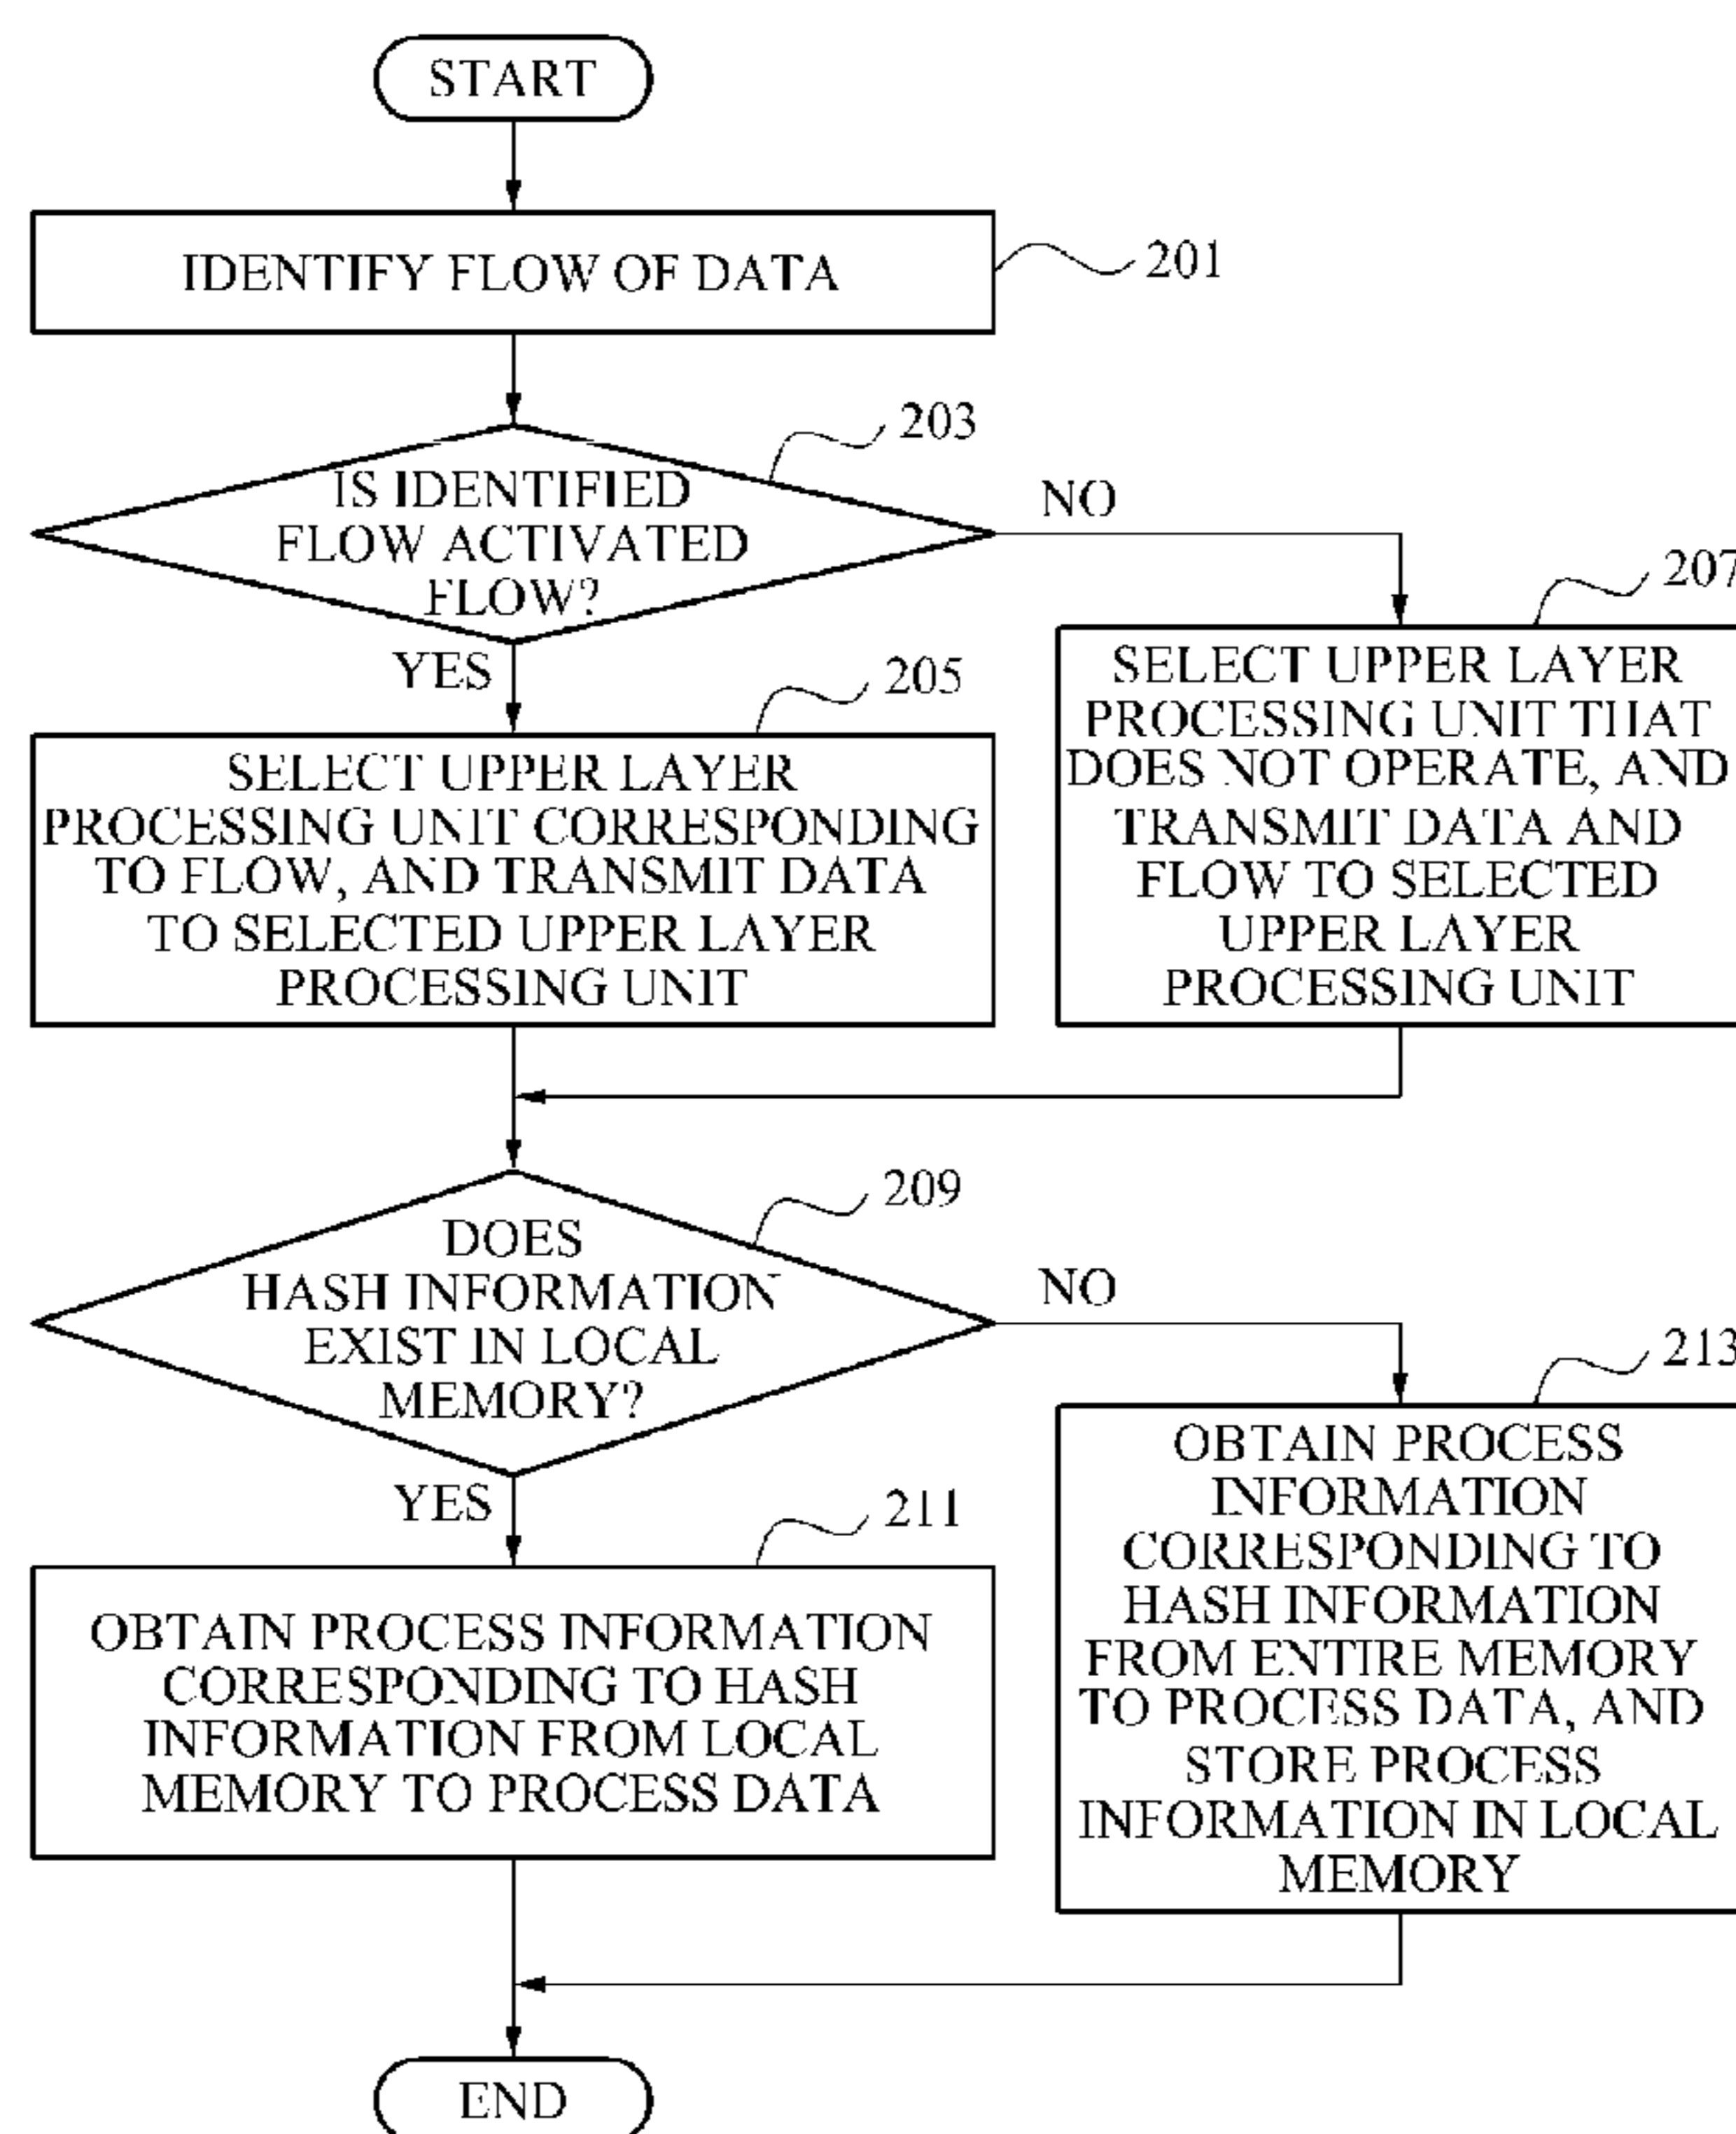 START
IDENTIFY FLOW OF DATA
201
203
IS IDENTIFIED
FLOW ACTIVATED
FLOW?
NO
YES
207
SELECT UPPER LAYER
PROCESSING UNIT THAT
DOES NOT OPERATE, AND
TRANSMIT DATA AND
FLOW TO SELECTED
UPPER LAYER
PROCESSING UNIT
205
SELECT UPPER LAYER
PROCESSING UNIT CORRESPONDING
TO FLOW, AND TRANSMIT DATA
TO SELECTED UPPER LAYER
PROCESSING UNIT
209
DOES
HASH INFORMATION
EXIST IN LOCAL
MEMORY?
NO
YES
213
OBTAIN PROCESS
INFORMATION
CORRESPONDING TO
HASH INFORMATION
FROM ENTIRE MEMORY
TO PROCESS DATA, AND
STORE PROCESS
INFORMATION IN LOCAL
MEMORY
211
OBTAIN PROCESS INFORMATION
CORRESPONDING TO HASH
INFORMATION FROM LOCAL
MEMORY TO PROCESS DATA
END